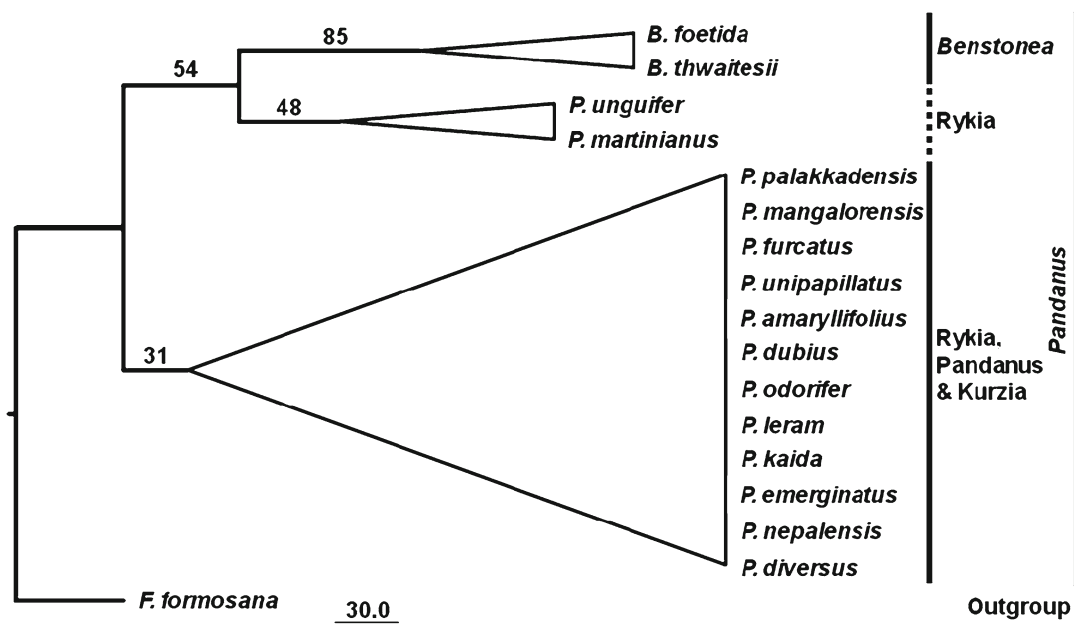 85
B. foetida
B. thwaitesii
Benstonea
54
48
P. unguifer
P. martinianus
Rykia
P. palakkadensis
P. mangalorensis
P. furcatus
P. unipapillatus
P. amaryllifolius
P. dubius
P. odorifer
P. leram
P. kaida
P. emerginatus
P. nepalensis
P. diversus
31
Rykia,
Pandanus
& Kurzia
Pandanus
F. formosana
30.0
Outgroup